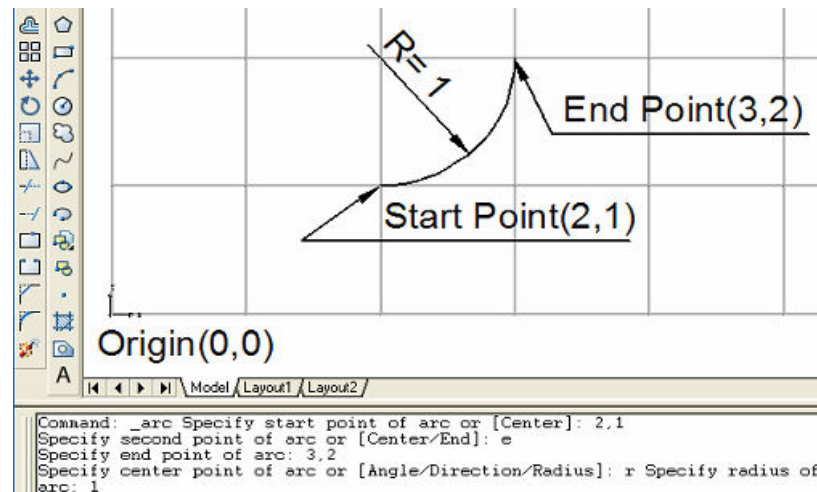 R= 1
End Point(3,2)
Start Point(2,1)
Origin(0,0)
A
Model Layout1 Layout2
Command: _arc Specify start point of arc or [Center]: 2,1
Specify second point of arc or [Center/End]: e
Specify end point of arc: 3,2
Specify center point of arc or [Angle/Direction/Radius]: r Specify radius of
arc: 1